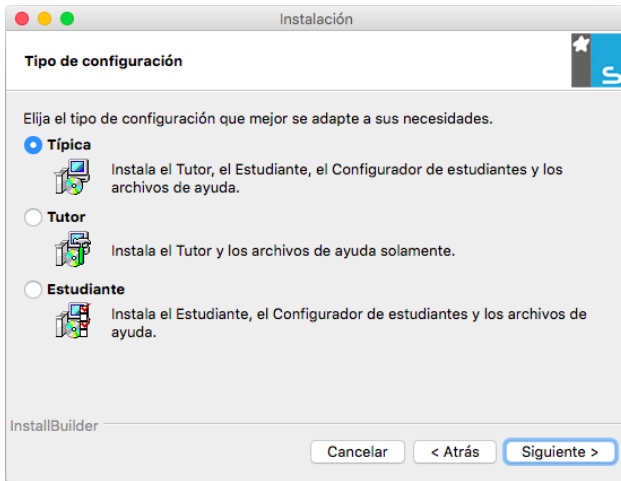 Instalación
Tipo de configuración
S
Elija el tipo de configuración que mejor se adapte a sus necesidades.
Típica
Instala el Tutor, el Estudiante, el Configurador de estudiantes y los
archivos de ayuda.
Tutor
Instala el Tutor y los archivos de ayuda solamente.
Estudiante
Instala el Estudiante, el Configurador de estudiantes y los archivos de
ayuda.
InstallBuilder
Cancelar < Atrás Siguiente >